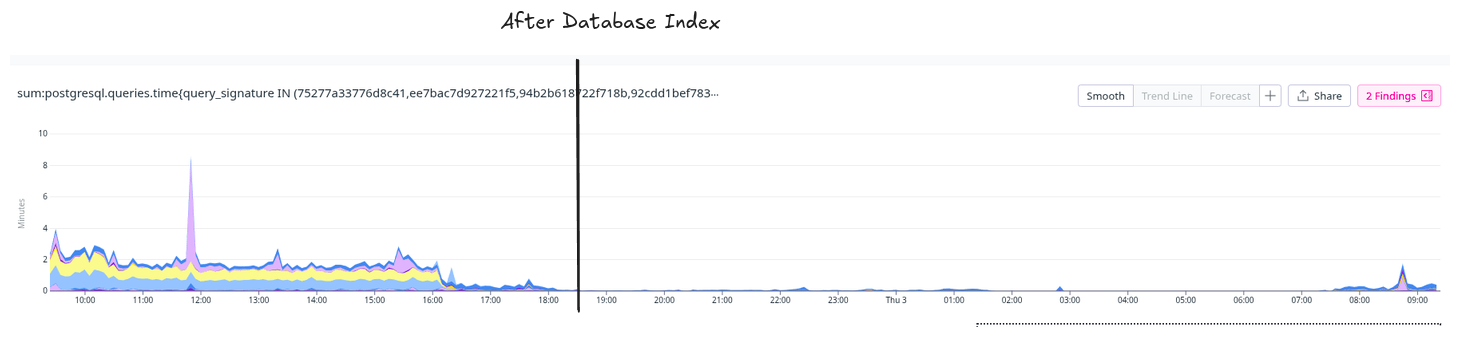 After Database Index
sum:postgresql.queries.time{query_signature IN (75277a33776d8c41,ee7bac7d927221f5,94b2b618722f718b,92cdd1bef783...
Smooth Trend Line Forecast + Share 2 Findings
Minutes
10
8
6
4
2
0
10:00 11:00 12:00 13:00 14:00 15:00 16:00 17:00 18:00 19:00 20:00 21:00 22:00 23:00 Thu 3 01:00 02:00 03:00 04:00 05:00 06:00 07:00 08:00 09:00